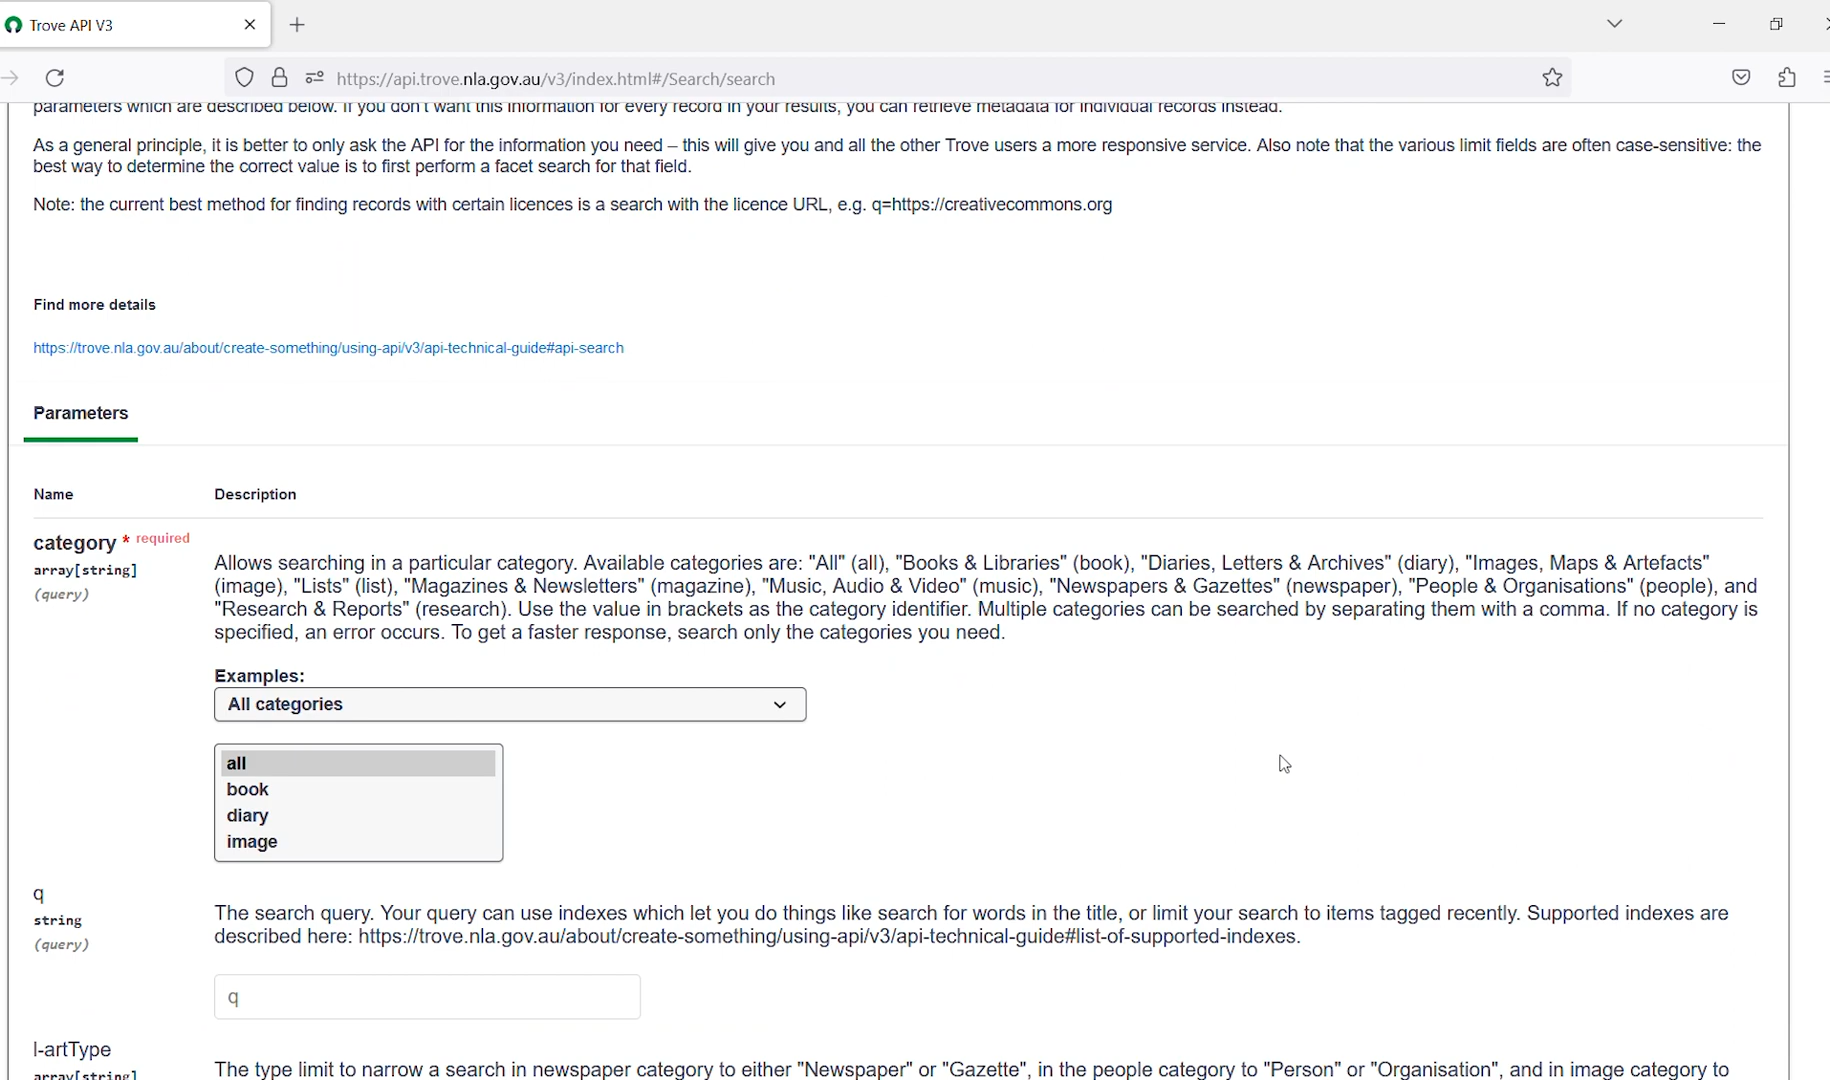 Trove API V3
https://api.trove.nla.gov.au/v3/index.html#/Search/search
parameters which are described below. If you don't want this information for every record in your results, you can retrieve metadata for individual records instead.
As a general principle, it is better to only ask the API for the information you need – this will give you and all the other Trove users a more responsive service. Also note that the various limit fields are often case-sensitive: the
best way to determine the correct value is to first perform a facet search for that field.
Note: the current best method for finding records with certain licences is a search with the licence URL, e.g. q=https://creativecommons.org
Find more details
https://trove.nla.gov.au/about/create-something/using-api/v3/api-technical-guide#api-search
Parameters
Name Description
category * required
array[string]
(query)
Allows searching in a particular category. Available categories are: "All" (all), "Books & Libraries" (book), "Diaries, Letters & Archives" (diary), "Images, Maps & Artefacts"
(image), "Lists" (list), "Magazines & Newsletters" (magazine), "Music, Audio & Video" (music), "Newspapers & Gazettes" (newspaper), "People & Organisations" (people), and
"Research & Reports" (research). Use the value in brackets as the category identifier. Multiple categories can be searched by separating them with a comma. If no category is
specified, an error occurs. To get a faster response, search only the categories you need.
Examples:
All categories
all
book
diary
image
q
string
(query)
The search query. Your query can use indexes which let you do things like search for words in the title, or limit your search to items tagged recently. Supported indexes are
described here: https://trove.nla.gov.au/about/create-something/using-api/v3/api-technical-guide#list-of-supported-indexes.
q
l-artType
array[string]
The type limit to narrow a search in newspaper category to either "Newspaper" or "Gazette", in the people category to "Person" or "Organisation", and in image category to